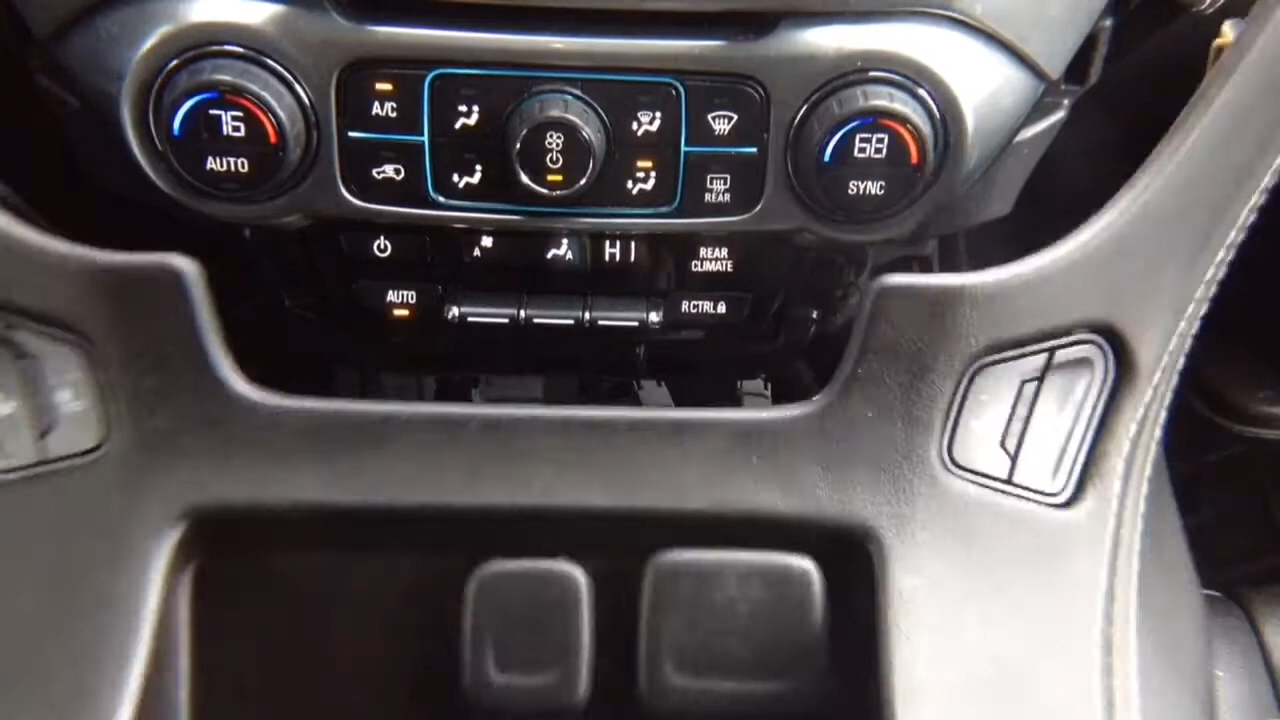 76
AUTO
A/C
REAR
68
SYNC
A
A
HI
REAR
CLIMATE
AUTO
RCTRL